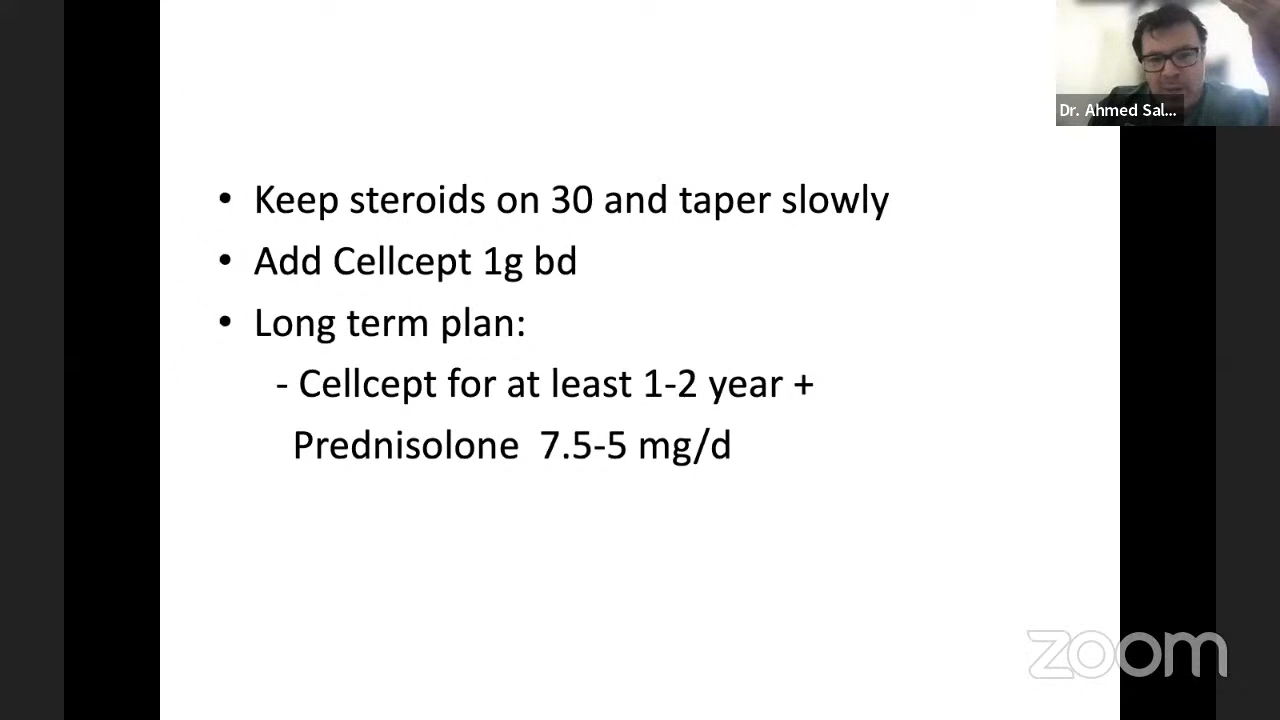 Dr. Ahmed Sal...
• Keep steroids on 30 and taper slowly
• Add Cellcept 1g bd
• Long term plan:
- Cellcept for at least 1-2 year +
Prednisolone 7.5-5 mg/d
zoom